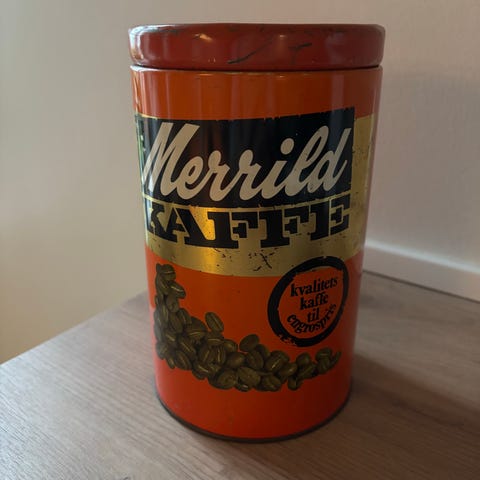 Merrild
KAFFE
kvalitets
kaffe
til
engrospris